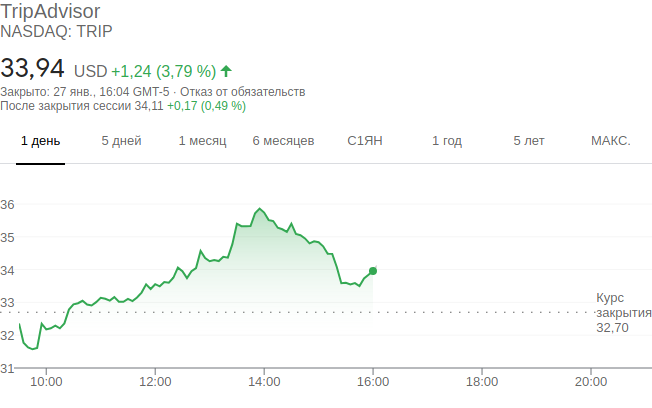 TripAdvisor
NASDAQ: TRIP
33,94 USD +1,24 (3,79 %)
Закрыто: 27 янв., 16:04 GMT-5 · Отказ от обязательств
После закрытия сессии 34,11 +0,17 (0,49 %)
1 день 5 дней 1 месяц 6 месяцев С1ЯН 1 год 5 лет МАКС.
36
35
34
33
32
31
Курс
закрытия
32,70
10:00 12:00 14:00 16:00 18:00 20:00